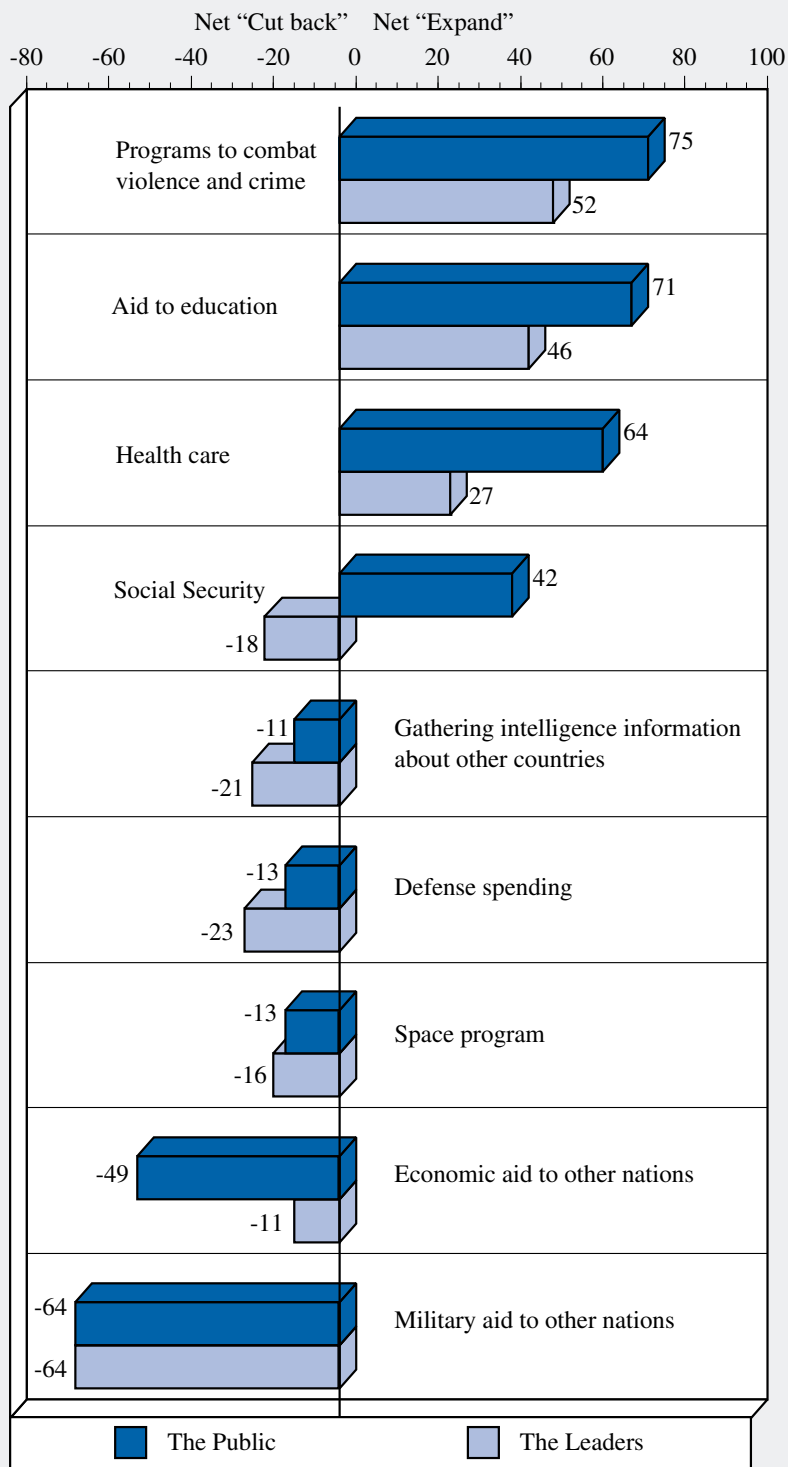 Net “Cut back” Net “Expand”
-80 -60 -40 -20 0 20 40 60 80 100
Programs to combat
violence and crime
75
52
Aid to education
71
46
Health care
64
27
Social Security
42
-18
-11
Gathering intelligence information
about other countries
-21
-13
Defense spending
-23
-13
Space program
-16
-49
Economic aid to other nations
-11
-64
Military aid to other nations
-64
The Public The Leaders